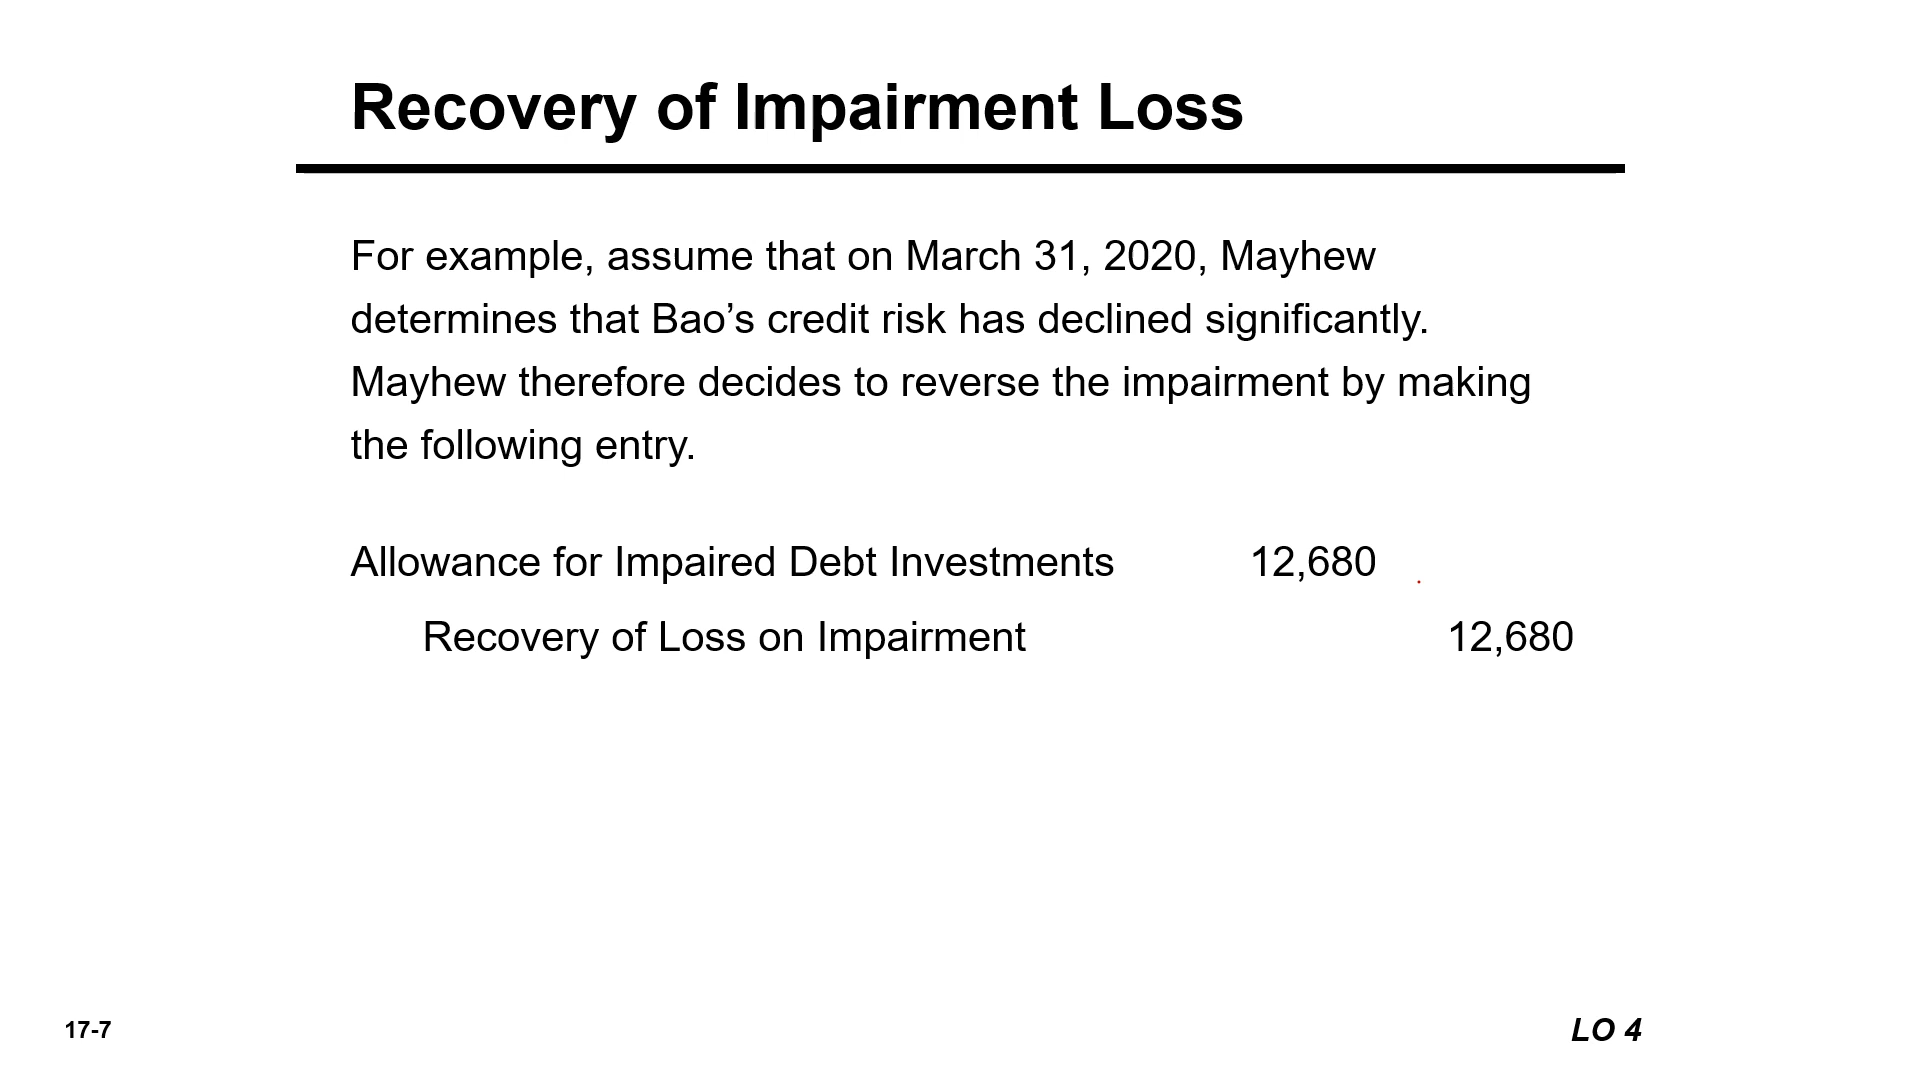 Recovery of Impairment Loss
For example, assume that on March 31, 2020, Mayhew
determines that Bao’s credit risk has declined significantly.
Mayhew therefore decides to reverse the impairment by making
the following entry.
Allowance for Impaired Debt Investments 12,680
Recovery of Loss on Impairment 12,680
17-7 LO 4